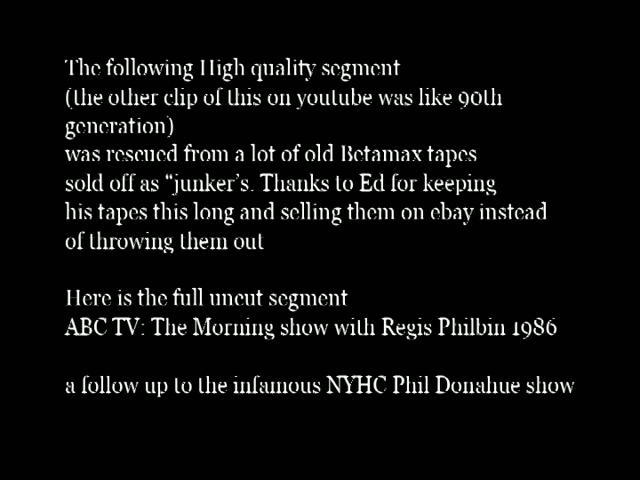 The following High quality segment
(the other clip of this on youtube was like 90th
generation)
was rescued from a lot of old Betamax tapes
sold off as “junker’s. Thanks to Ed for keeping
his tapes this long and selling them on ebay instead
of throwing them out
Here is the full uncut segment
ABC TV: The Morning show with Regis Philbin 1986
a follow up to the infamous NYHC Phil Donahue show